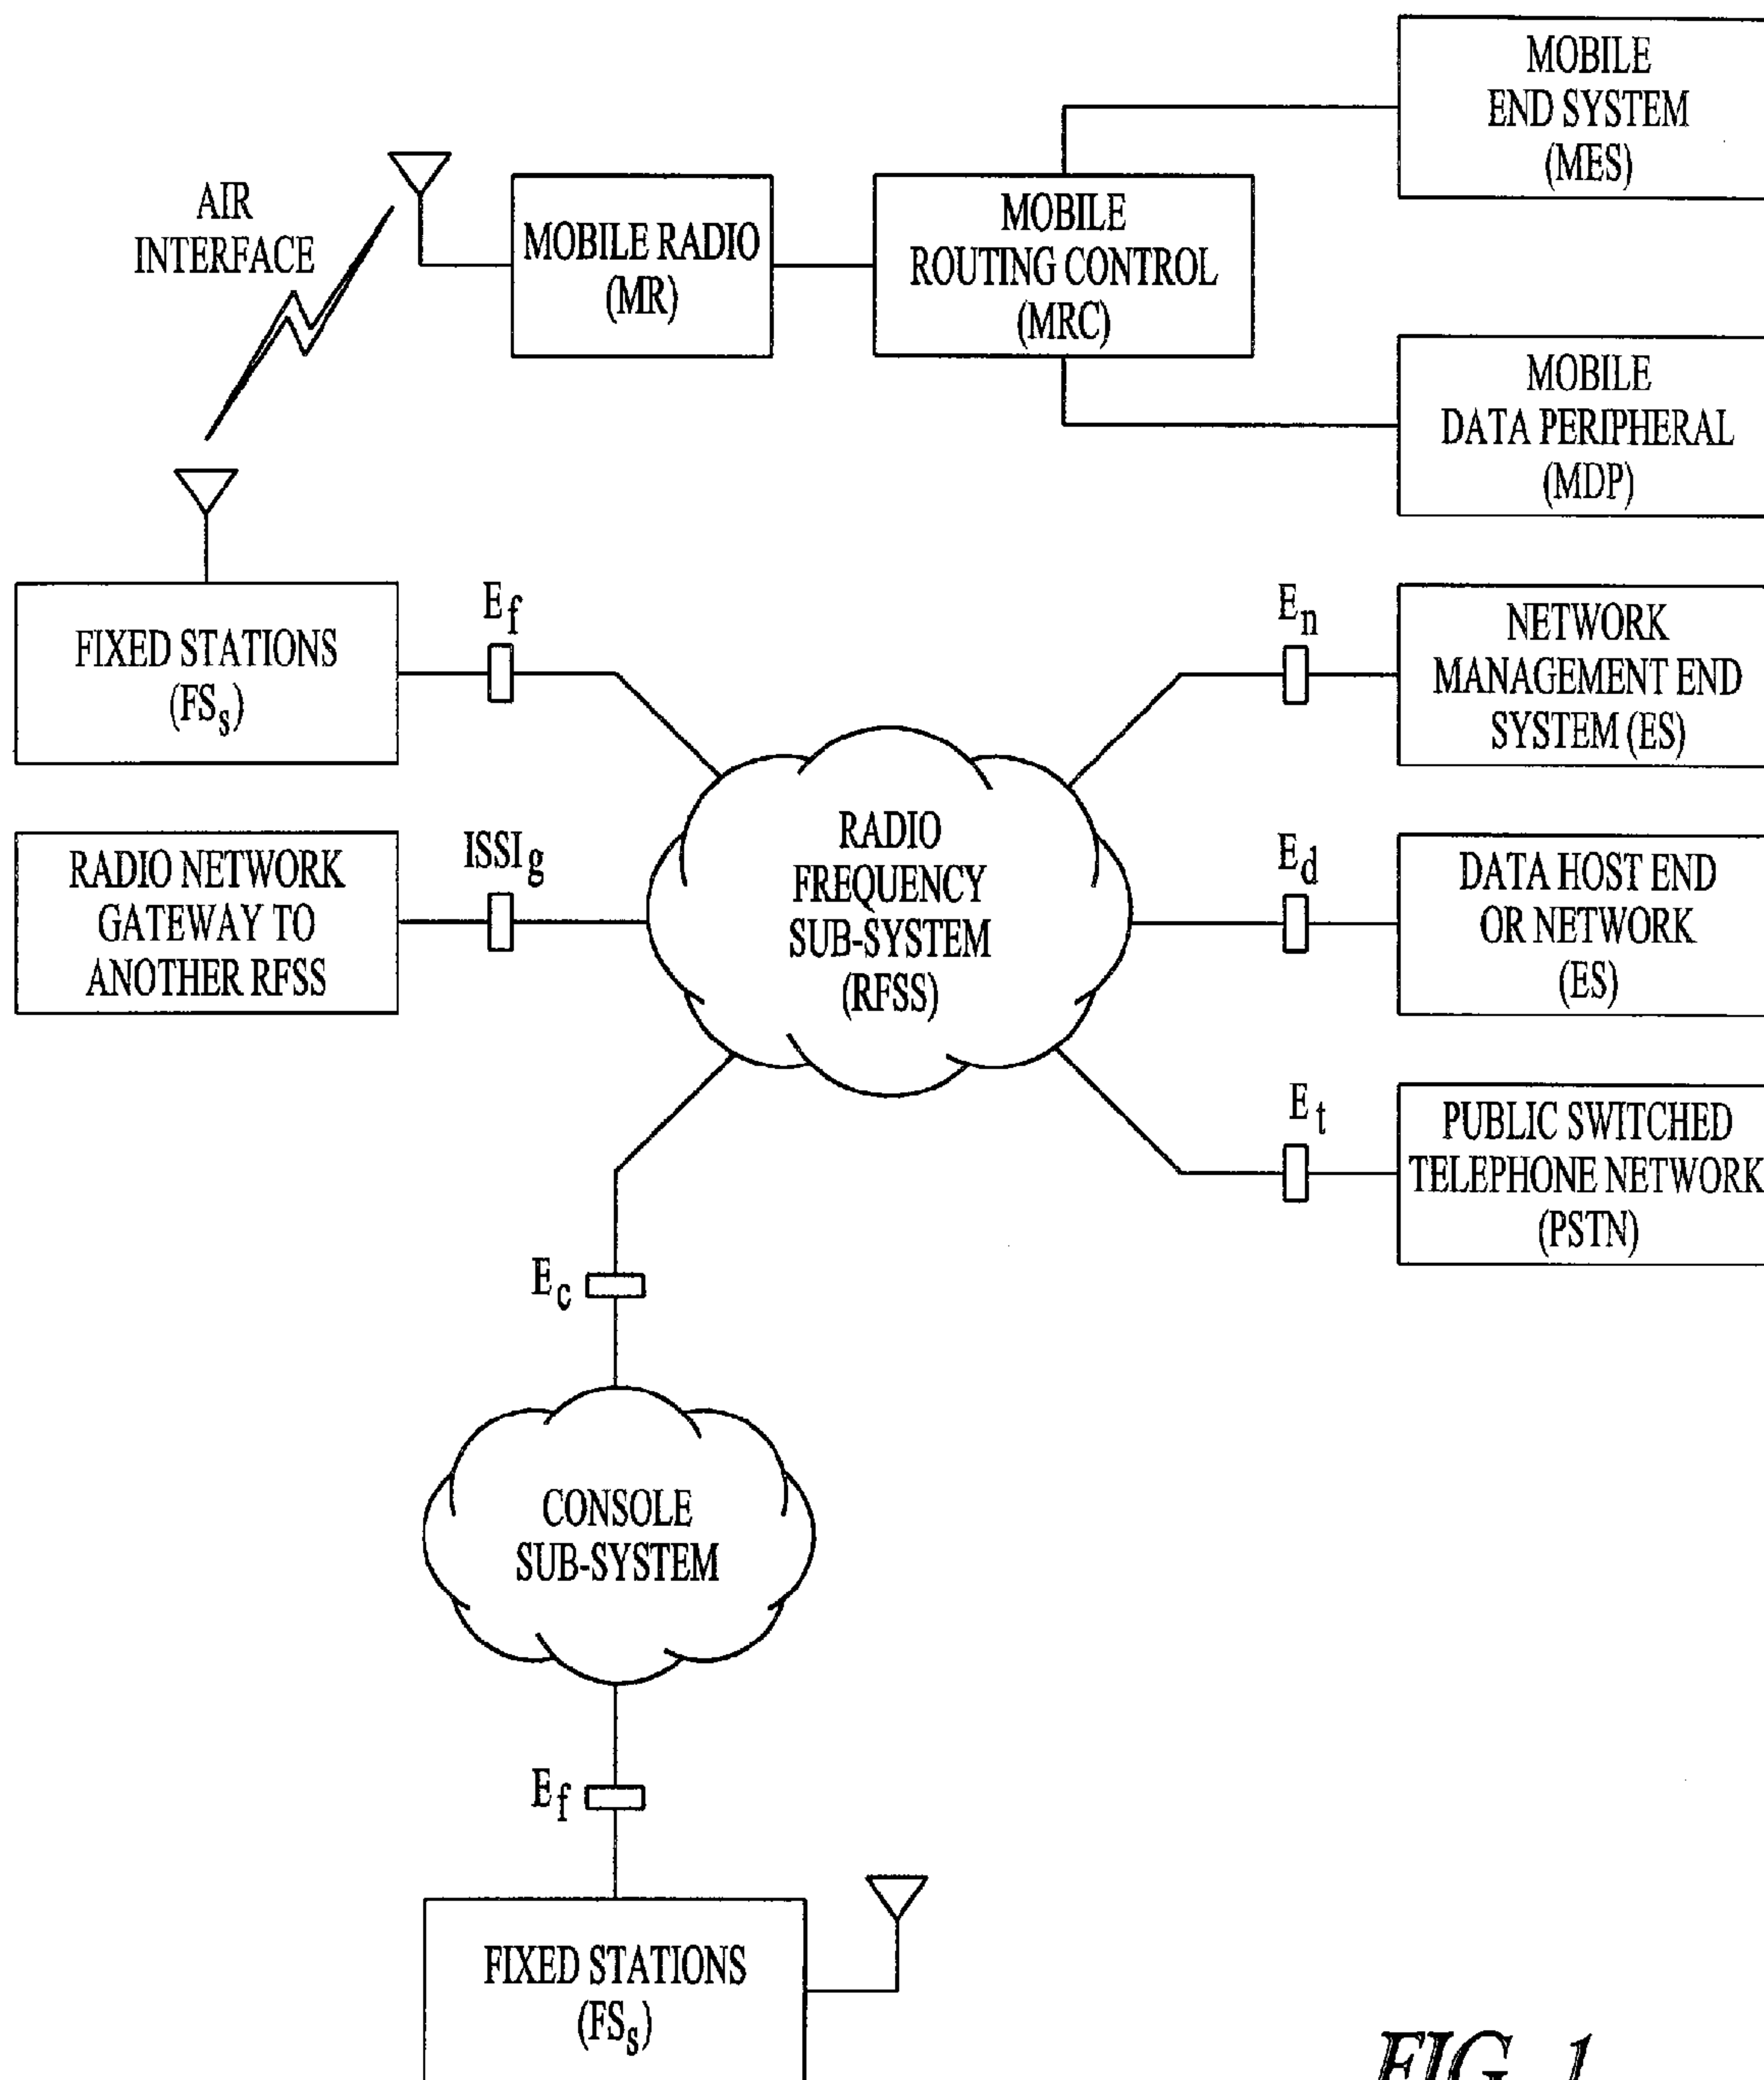 MOBILE
END SYSTEM
(MES)
AIR
INTERFACE
MOBILE RADIO
(MR)
MOBILE
ROUTING CONTROL
(MRC)
MOBILE
DATA PERIPHERAL
(MDP)
FIXED STATIONS
(FSs)
Ef
En
NETWORK
MANAGEMENT END
SYSTEM (ES)
RADIO NETWORK
GATEWAY TO
ANOTHER RFSS
ISSIg
RADIO
FREQUENCY
SUB-SYSTEM
(RFSS)
Ed
DATA HOST END
OR NETWORK
(ES)
Et
PUBLIC SWITCHED
TELEPHONE NETWORK
(PSTN)
Ec
CONSOLE
SUB-SYSTEM
Ef
FIXED STATIONS
(FSs)
FIG. 1